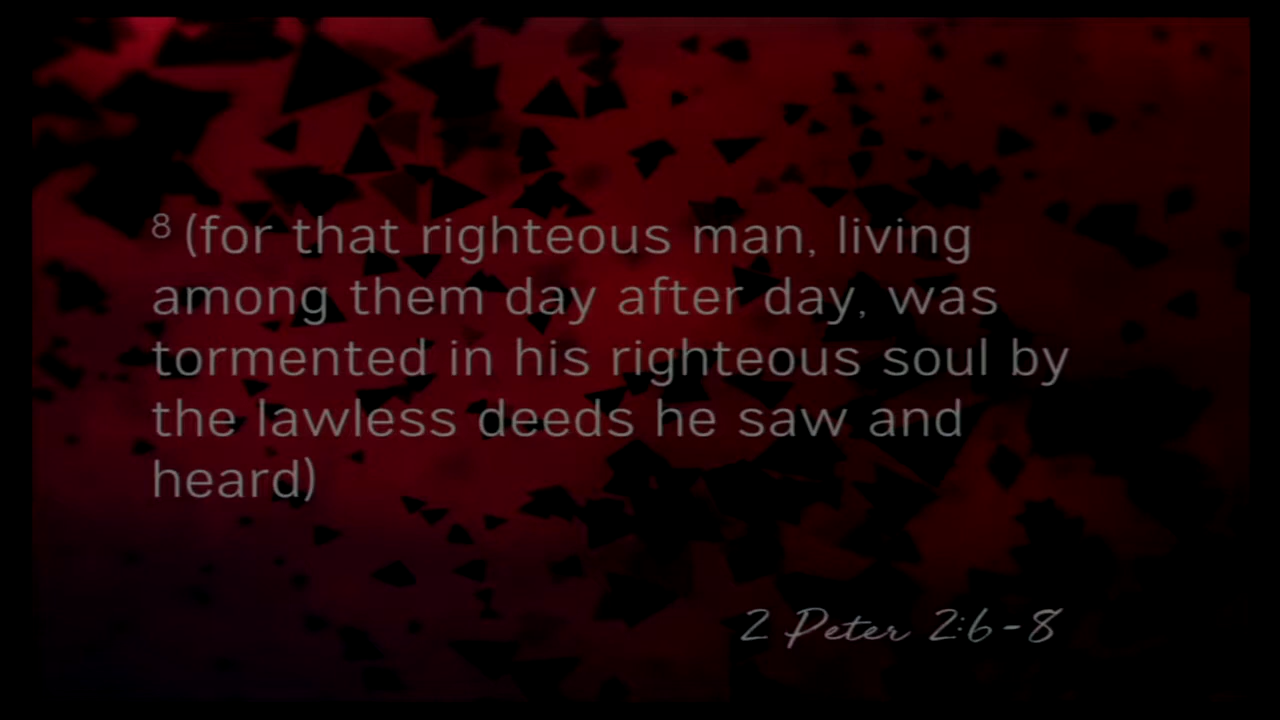 8 (for that righteous man, living
among them day after day, was
tormented in his righteous soul by
the lawless deeds he saw and
heard)
2 Peter 2:6-8